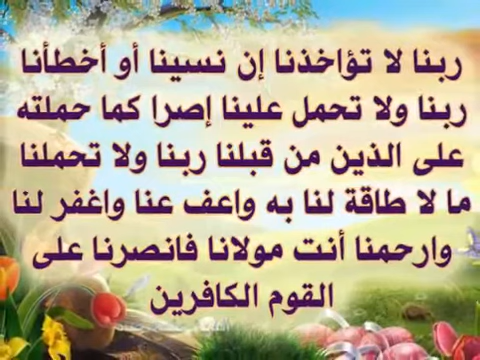 ربنا لا تؤاخذنا إن نسينا أو أخطأنا
ربنا ولا تحمل علينا إصرا كما حملته
على الذين من قبلنا ربنا ولا تحملنا
ما لا طاقة لنا به واعف عنا واغفر لنا
وارحمنا أنت مولانا فانصرنا على
القوم الكافرين